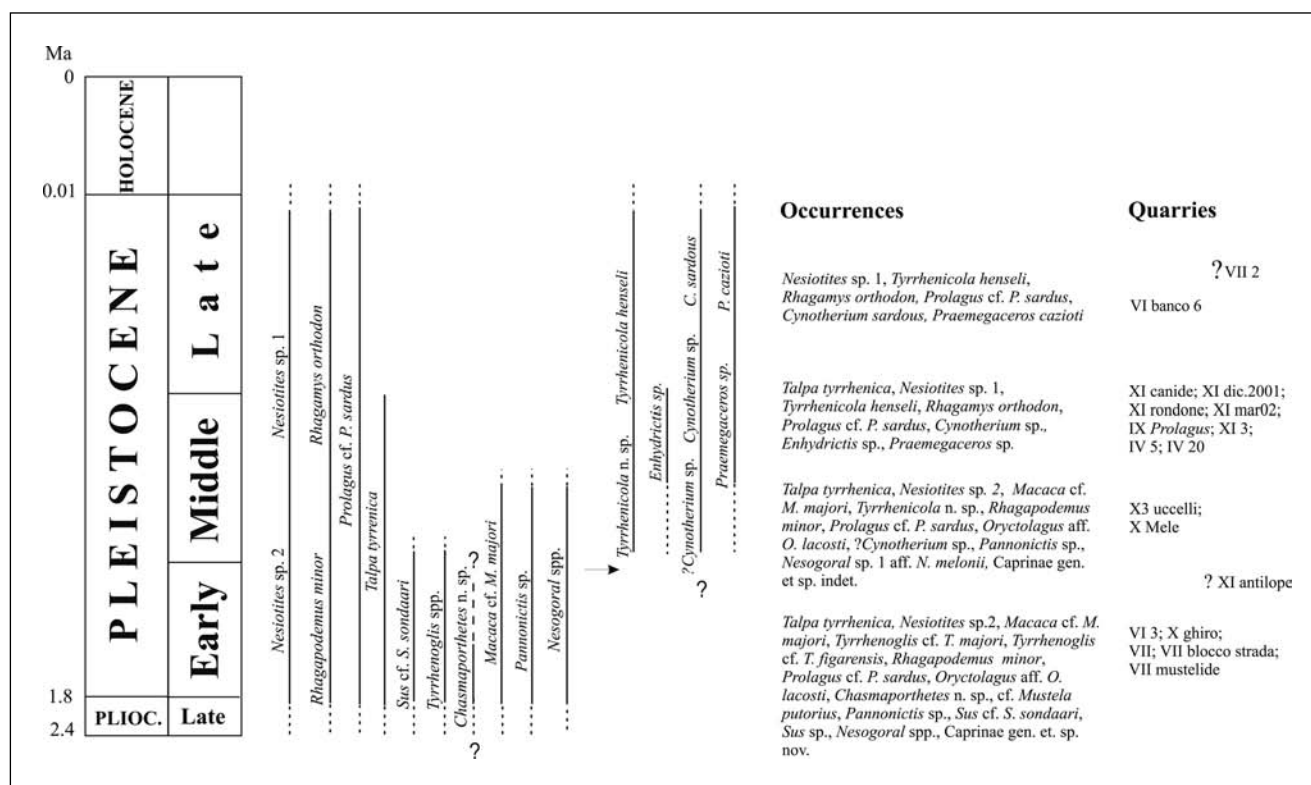 Ma
0
0.01
1.8
2.4
HOLOCENE
PLEISTOCENE
PLIOC.
Late
Middle
Early
Late
Nesiotites sp. 1
Nesiotites sp. 2
Rhagamys orthodon
Rhagapodemus minor
Prolagus cf. P. sardus
Talpa tyrrenica
Sus cf. S. sondaari
Tyrrhenoglis spp.
Chasmaporthetes n. sp.
?
?
Macaca cf. M. majori
Pannonictis sp.
Nesogoral spp.
Tyrrhenicola n. sp.
Tyrrhenicola henseli
Enhydrictis sp.
?Cynotherium sp.
Cynotherium sp.
C. sardous
?
Praemegaceros sp.
P. cazioti
Occurrences
Nesiotites sp. 1, Tyrrhenicola henseli,
Rhagamys orthodon, Prolagus cf. P. sardus,
Cynotherium sardous, Praemegaceros cazioti
Talpa tyrrhenica, Nesiotites sp. 1,
Tyrrhenicola henseli, Rhagamys orthodon,
Prolagus cf. P. sardus, Cynotherium sp.,
Enhydrictis sp., Praemegaceros sp.
Talpa tyrrhenica, Nesiotites sp. 2, Macaca cf.
M. majori, Tyrrhenicola n. sp., Rhagapodemus
minor, Prolagus cf. P. sardus, Oryctolagus aff.
O. lacosti, ?Cynotherium sp., Pannonictis sp.,
Nesogoral sp. 1 aff. N. melonii, Caprinae gen.
et sp. indet.
Talpa tyrrhenica, Nesiotites sp.2, Macaca cf. M.
majori, Tyrrhenoglis cf. T. majori, Tyrrhenoglis
cf. T. figarensis, Rhagapodemus minor,
Prolagus cf. P. sardus, Oryctolagus aff. O.
lacosti, Chasmaporthetes n. sp., cf. Mustela
putorius, Pannonictis sp., Sus cf. S. sondaari,
Sus sp., Nesogoral spp., Caprinae gen. et. sp.
nov.
Quarries
? VII 2
VI banco 6
XI canide; XI dic.2001;
XI rondone; XI mar02;
IX Prolagus; XI 3;
IV 5; IV 20
X3 uccelli;
X Mele
? XI antilope
VI 3; X ghiro;
VII; VII blocco strada;
VII mustelide